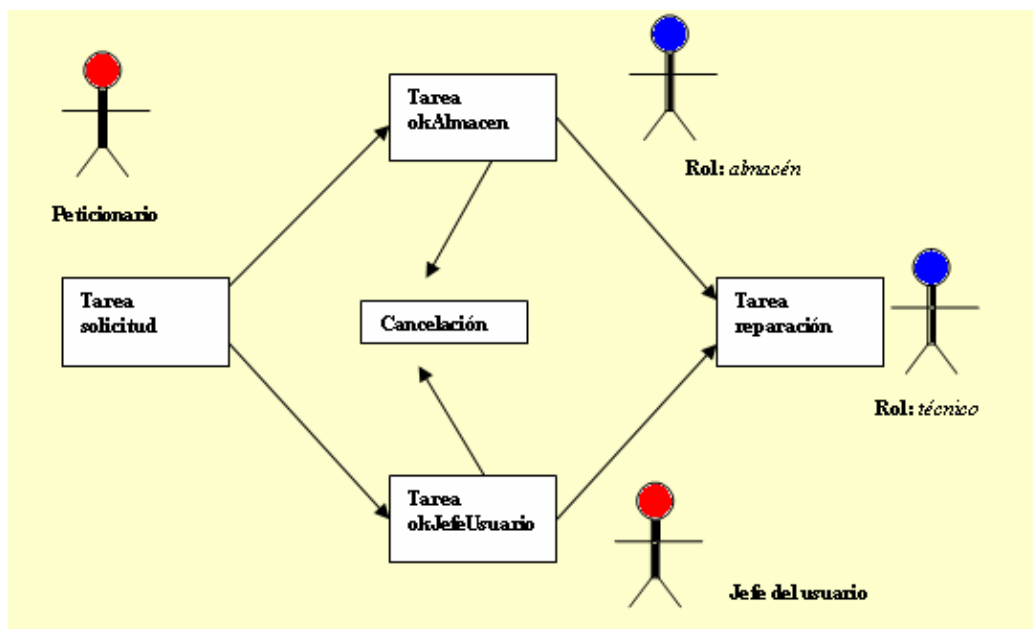 Tarea
okAlmacen
Rol: almacén
Peticionario
Tarea
solicitud
Cancelación
Tarea
reparación
Rol: técnico
Tarea
okJefeUsuario
Jefe del usuario